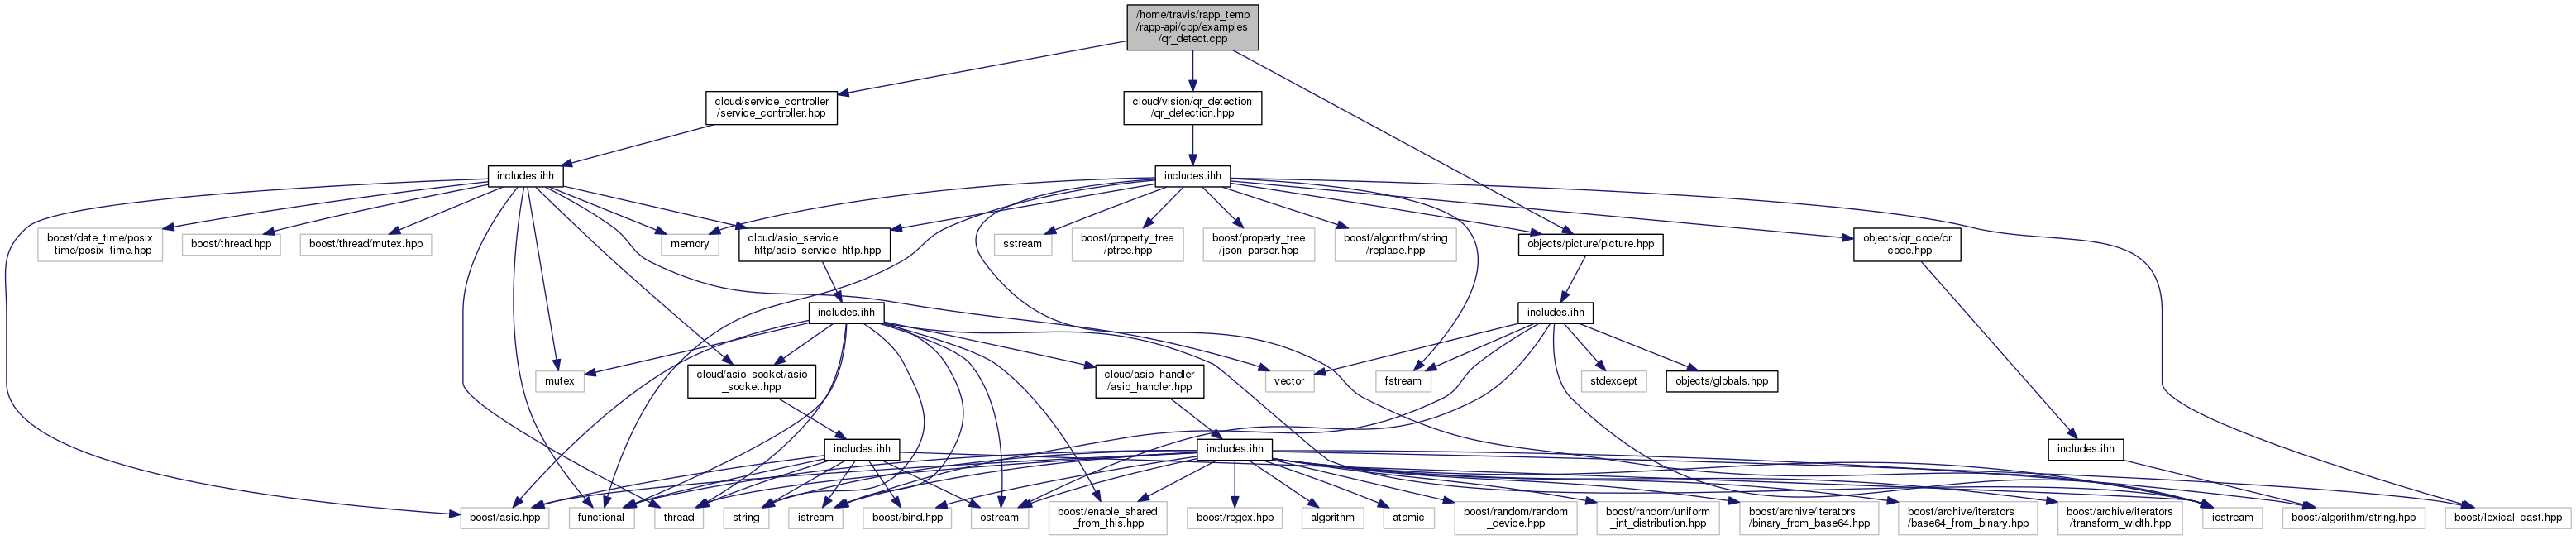 /home/travis/rapp_temp
/rapp-api/cpp/examples
/qr_detect.cpp
cloud/service_controller
/service_controller.hpp
cloud/vision/qr_detection
/qr_detection.hpp
includes.ihh
includes.ihh
boost/date_time/posix
_time/posix_time.hpp
boost/thread.hpp
boost/thread/mutex.hpp
memory
cloud/asio_service
_http/asio_service_http.hpp
sstream
boost/property_tree
/ptree.hpp
boost/property_tree
/json_parser.hpp
boost/algorithm/string
/replace.hpp
objects/picture/picture.hpp
objects/qr_code/qr
_code.hpp
includes.ihh
includes.ihh
mutex
cloud/asio_socket/asio
_socket.hpp
cloud/asio_handler
/asio_handler.hpp
vector
fstream
stdexcept
objects/globals.hpp
includes.ihh
includes.ihh
includes.ihh
boost/asio.hpp
functional
thread
string
istream
boost/bind.hpp
ostream
boost/enable_shared
_from_this.hpp
boost/regex.hpp
algorithm
atomic
boost/random/random
_device.hpp
boost/random/uniform
_int_distribution.hpp
boost/archive/iterators
/binary_from_base64.hpp
boost/archive/iterators
/base64_from_binary.hpp
boost/archive/iterators
/transform_width.hpp
iostream
boost/algorithm/string.hpp
boost/lexical_cast.hpp